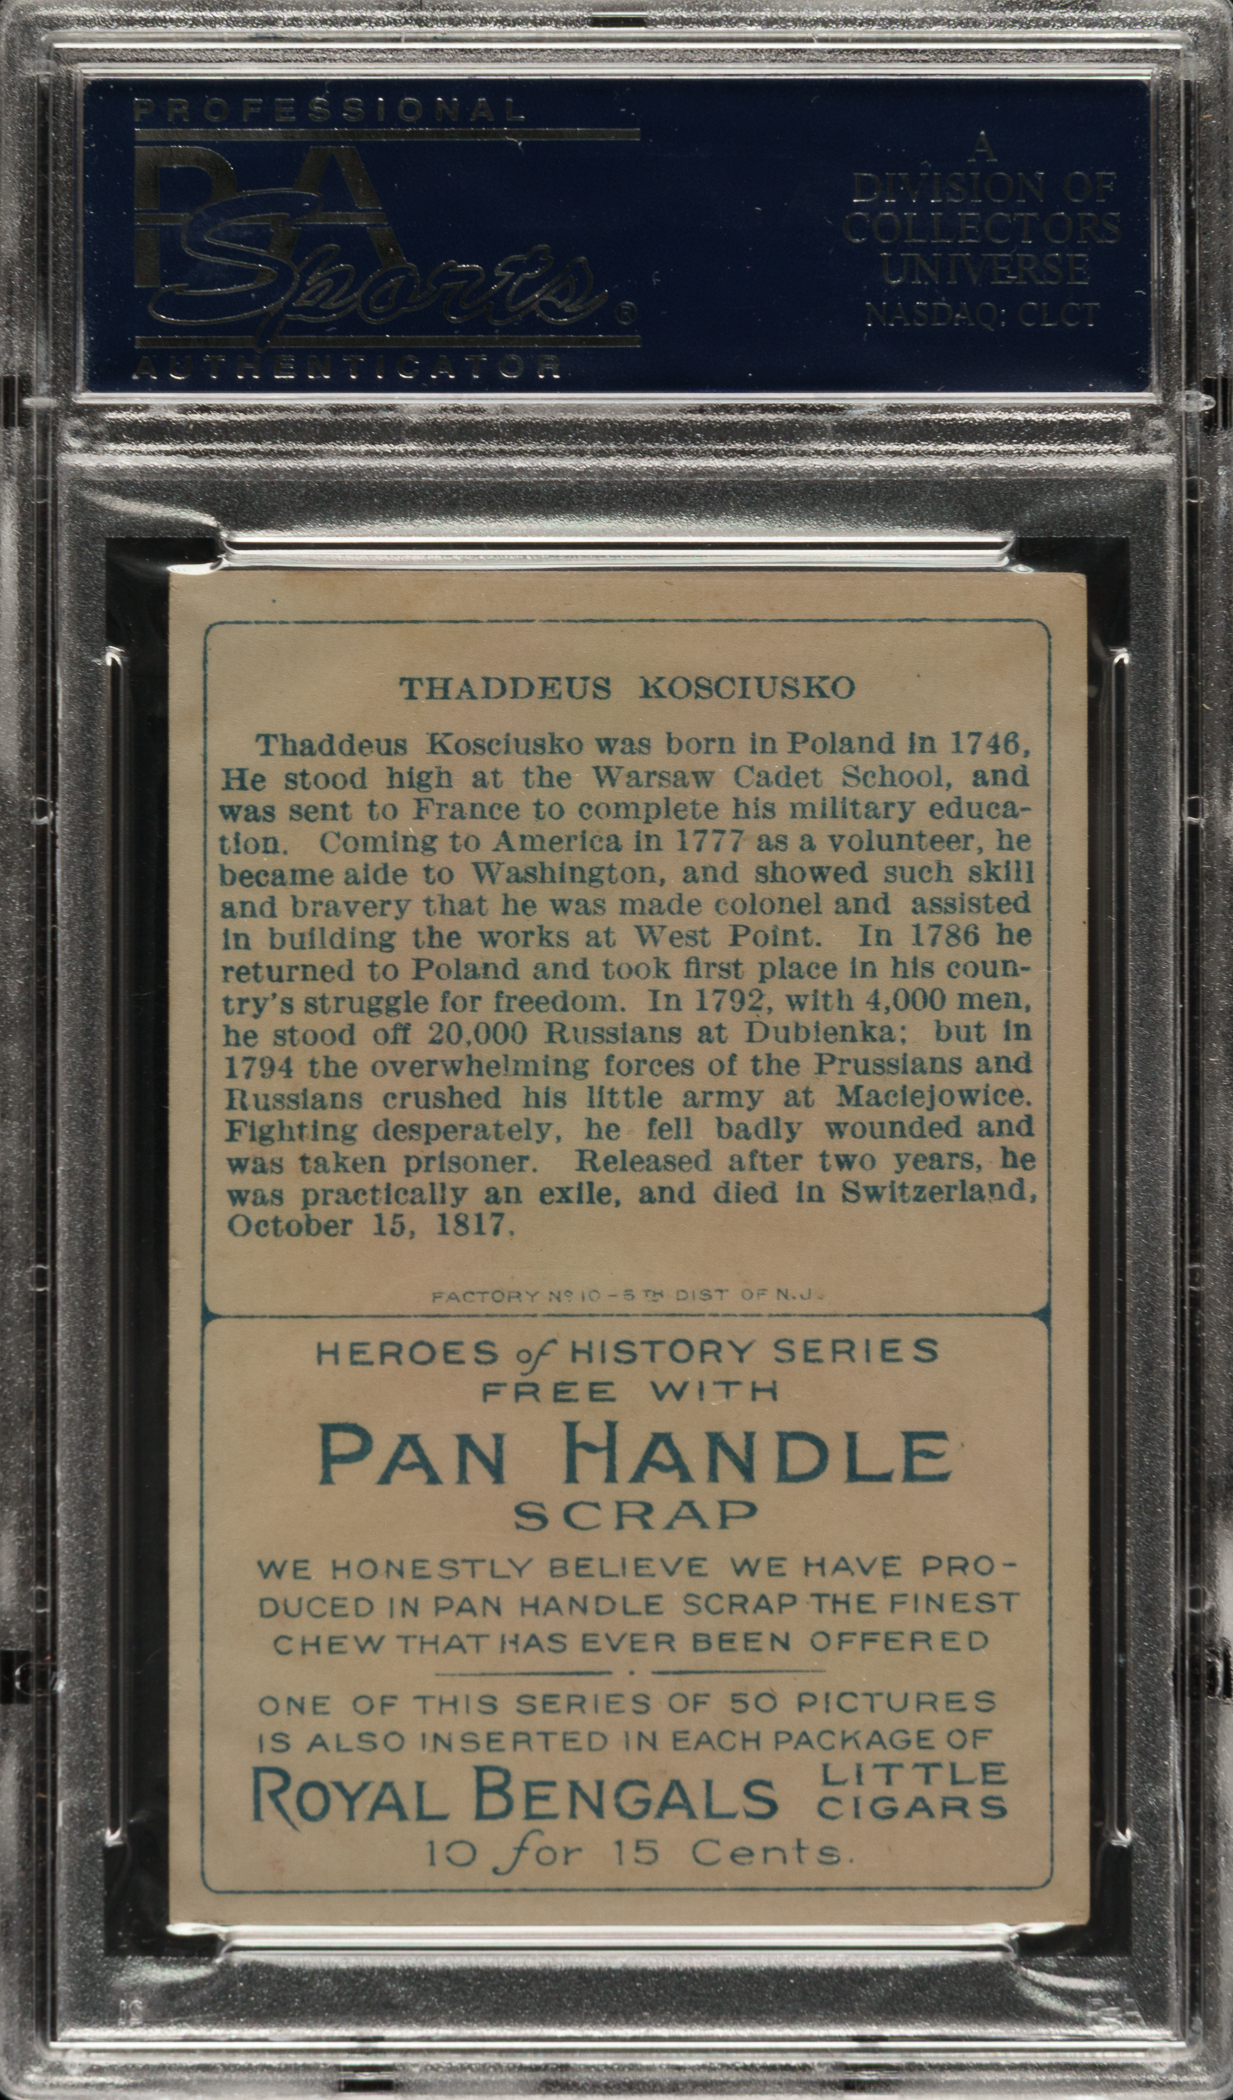 PROFESSIONAL
PSA
Sports ®
AUTHENTICATOR
A
DIVISION OF
COLLECTORS
UNIVERSE
NASDAQ: CLCT
THADDEUS KOSCIUSKO
Thaddeus Kosciusko was born in Poland in 1746,
He stood high at the Warsaw Cadet School, and
was sent to France to complete his military educa-
tion. Coming to America in 1777 as a volunteer, he
became aide to Washington, and showed such skill
and bravery that he was made colonel and assisted
in building the works at West Point. In 1786 he
returned to Poland and took first place in his coun-
try's struggle for freedom. In 1792, with 4,000 men,
he stood off 20,000 Russians at Dubienka; but in
1794 the overwhelming forces of the Prussians and
Russians crushed his little army at Maciejowice.
Fighting desperately, he fell badly wounded and
was taken prisoner. Released after two years, he
was practically an exile, and died in Switzerland,
October 15, 1817.
FACTORY Nº 10 - 5TH DIST OF N.J.
HEROES of HISTORY SERIES
FREE WITH
PAN HANDLE
SCRAP
WE HONESTLY BELIEVE WE HAVE PRO-
DUCED IN PAN HANDLE SCRAP THE FINEST
CHEW THAT HAS EVER BEEN OFFERED
ONE OF THIS SERIES OF 50 PICTURES
IS ALSO INSERTED IN EACH PACKAGE OF
ROYAL BENGALS LITTLE CIGARS
10 for 15 Cents.